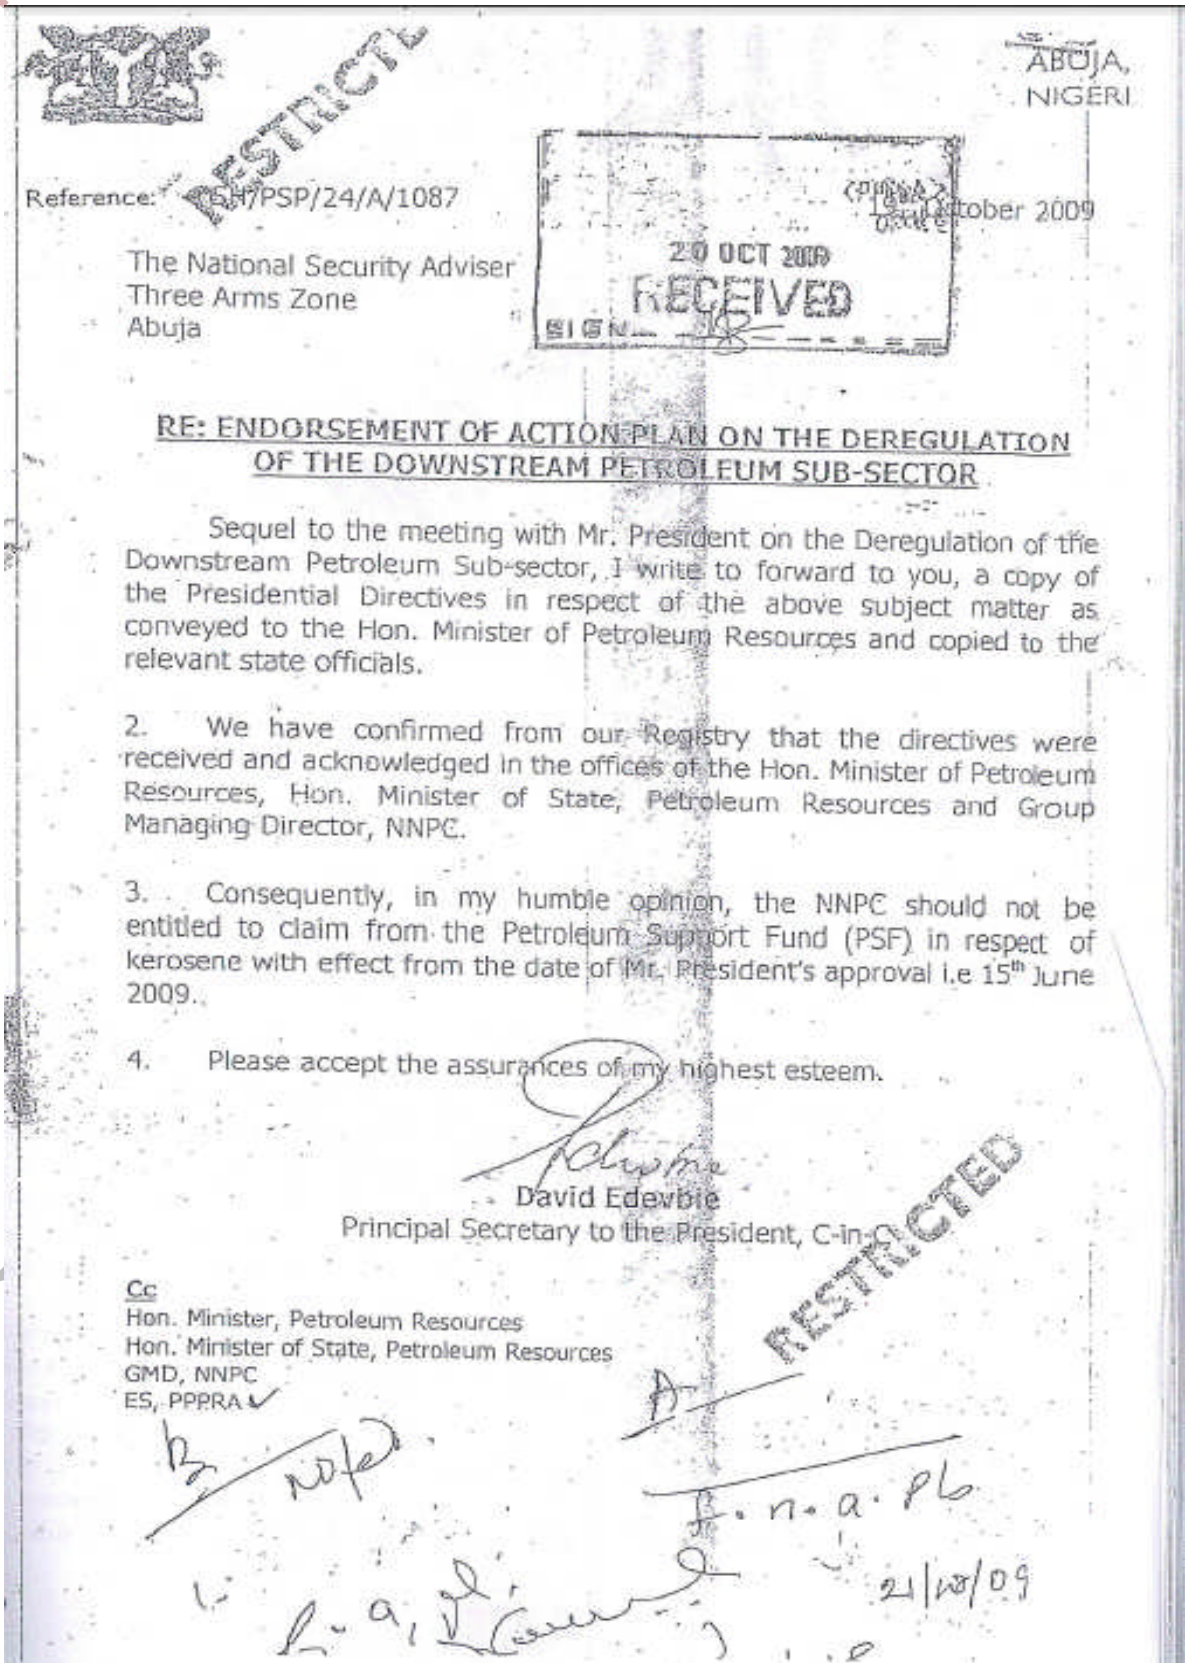 RESTRICTE
ABUJA,
NIGERI
Reference: PSP/24/A/1087
October 2009
20 OCT 2009
RECEIVED
SIGN
The National Security Adviser
Three Arms Zone
Abuja
RE: ENDORSEMENT OF ACTION PLAN ON THE DEREGULATION
OF THE DOWNSTREAM PETROLEUM SUB-SECTOR
Sequel to the meeting with Mr. President on the Deregulation of the
Downstream Petroleum Sub-sector, I write to forward to you, a copy of
the Presidential Directives in respect of the above subject matter as
conveyed to the Hon. Minister of Petroleum Resources and copied to the
relevant state officials.
2. We have confirmed from our Registry that the directives were
received and acknowledged in the offices of the Hon. Minister of Petroleum
Resources, Hon. Minister of State, Petroleum Resources and Group
Managing Director, NNPC.
3. Consequently, in my humble opinion, the NNPC should not be
entitled to claim from the Petroleum Support Fund (PSF) in respect of
kerosene with effect from the date of Mr. President's approval i.e 15th June
2009.
4. Please accept the assurances of my highest esteem.
David Edevbie
Principal Secretary to the President, C-in-C
RESTRICTED
Cc
Hon. Minister, Petroleum Resources
Hon. Minister of State, Petroleum Resources
GMD, NNPC
ES, PPPRA
A
B
Noted
F.n.a. Pls
21/10/09